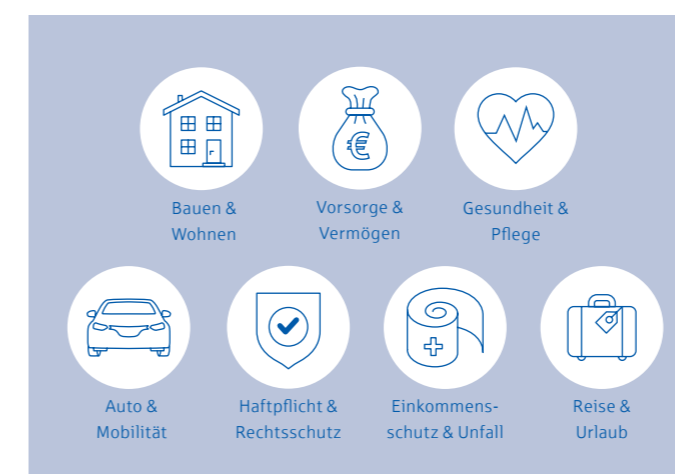 €
Bauen &
Wohnen
Vorsorge &
Vermögen
Gesundheit &
Pflege
Auto &
Mobilität
Haftpflicht &
Rechtsschutz
Einkommens-
schutz & Unfall
Reise &
Urlaub